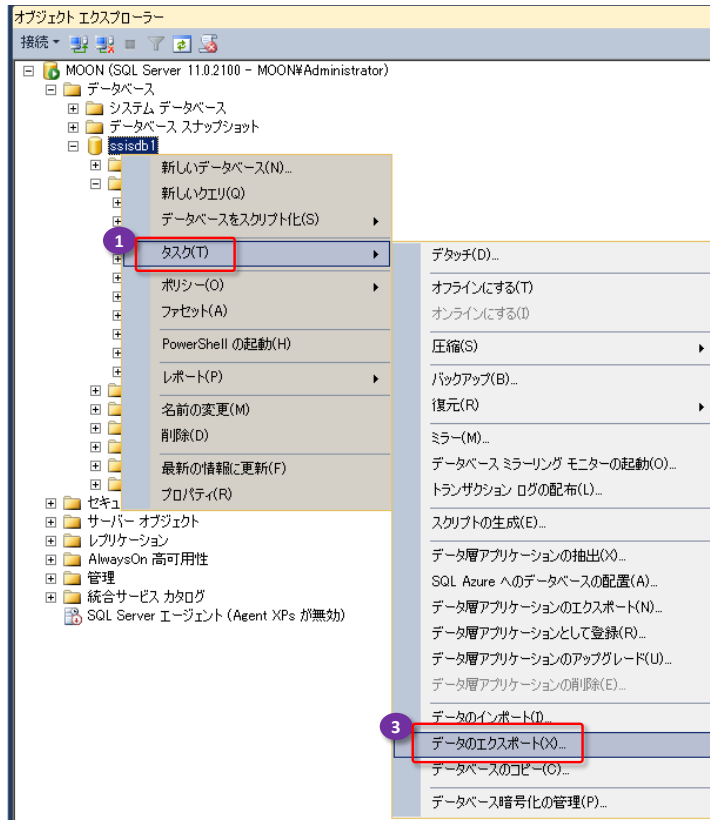 オブジェクト エクスプローラー
接続
MOON (SQL Server 11.0.2100 - MOON¥Administrator)
データベース
システム データベース
データベース スナップショット
ssisdb1
新しいデータベース(N)...
新しいクエリ(Q)
データベースをスクリプト化(S)
1
タスク(T)
ポリシー(O)
ファセット(A)
PowerShell の起動(H)
レポート(P)
名前の変更(M)
削除(D)
最新の情報に更新(F)
プロパティ(R)
デタッチ(D)...
オフラインにする(T)
オンラインにする(I)
圧縮(S)
バックアップ(B)...
復元(R)
ミラー(M)...
データベース ミラーリング モニターの起動(O)...
トランザクション ログの配布(L)...
スクリプトの生成(E)...
データ層アプリケーションの抽出(X)...
SQL Azure へのデータベースの配置(A)...
データ層アプリケーションのエクスポート(N)...
データ層アプリケーションとして登録(R)...
データ層アプリケーションのアップグレード(U)...
データ層アプリケーションの削除(E)...
データのインポート(I)...
3
データのエクスポート(X)...
データベースのコピー(C)...
データベース暗号化の管理(P)...
セキュ
サーバー オブジェクト
レプリケーション
AlwaysOn 高可用性
管理
統合サービス カタログ
SQL Server エージェント (Agent XPs が無効)